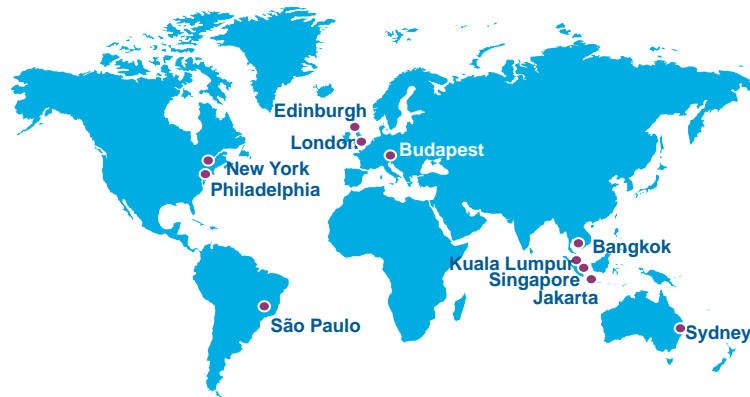 Edinburgh
London
Budapest
New York
Philadelphia
Bangkok
Kuala Lumpur
Singapore
Jakarta
São Paulo
Sydney